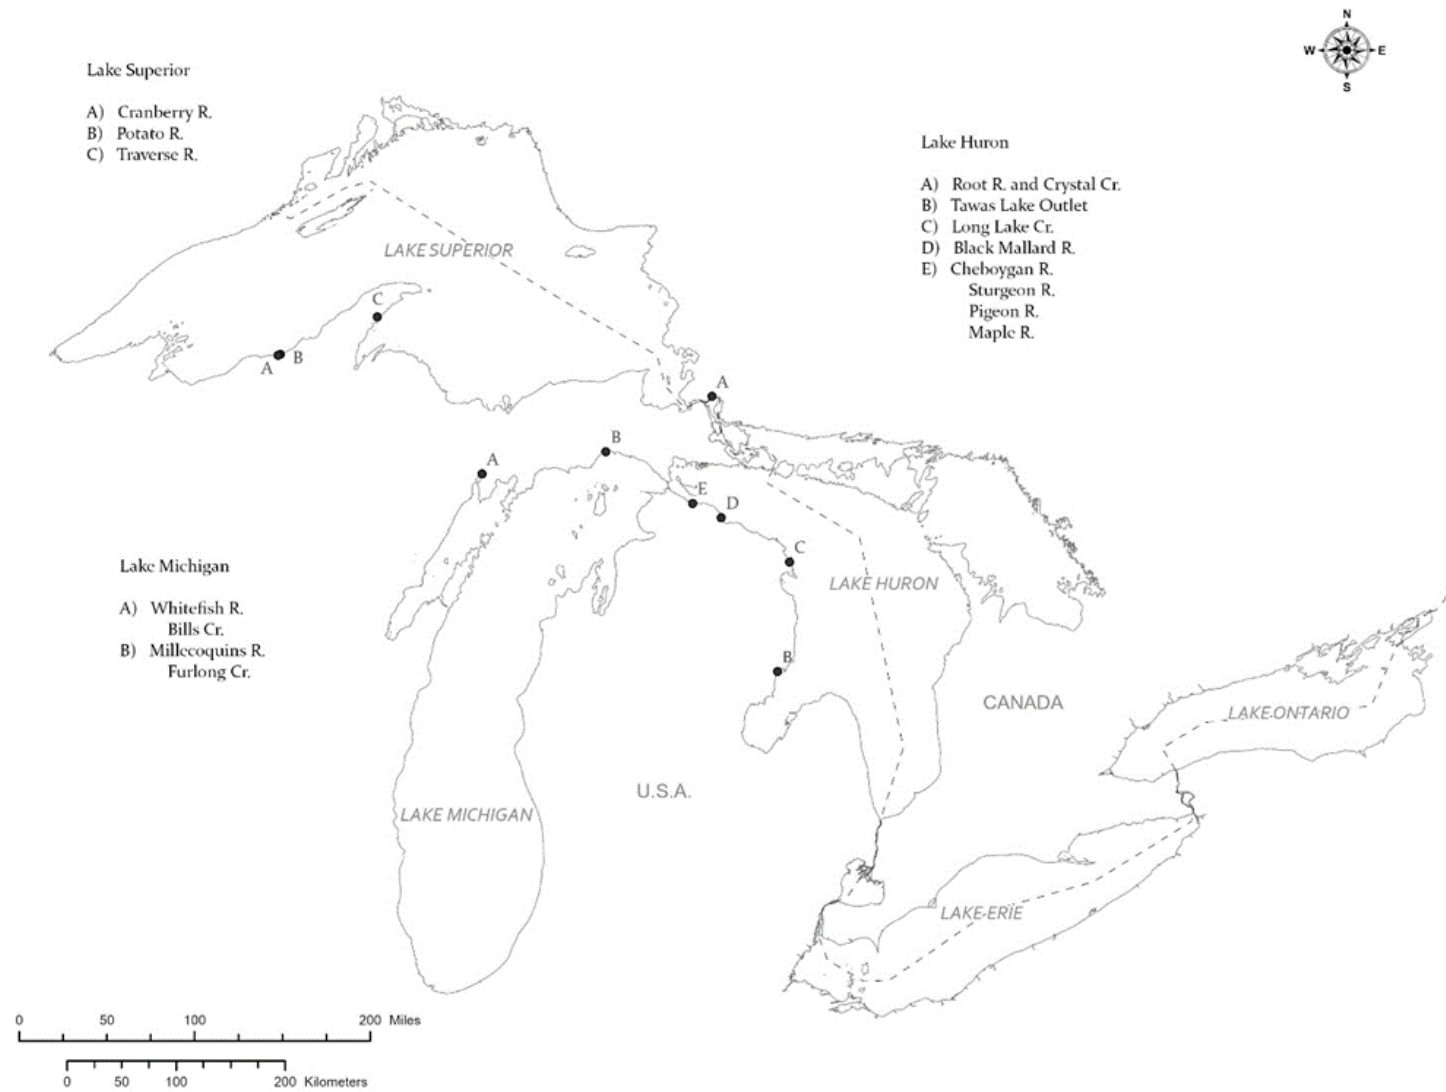 N
W E
S
Lake Superior
A) Cranberry R.
B) Potato R.
C) Traverse R.
Lake Huron
A) Root R. and Crystal Cr.
B) Tawas Lake Outlet
C) Long Lake Cr.
D) Black Mallard R.
E) Cheboygan R.
Sturgeon R.
Pigeon R.
Maple R.
LAKE SUPERIOR
C
A B
A
B
A
E
D
C
LAKE HURON
Lake Michigan
A) Whitefish R.
Bills Cr.
B) Millecoquins R.
Furlong Cr.
B
CANADA
LAKE ONTARIO
U.S.A.
LAKE MICHIGAN
LAKE ERIE
0 50 100 200 Miles
0 50 100 200 Kilometers